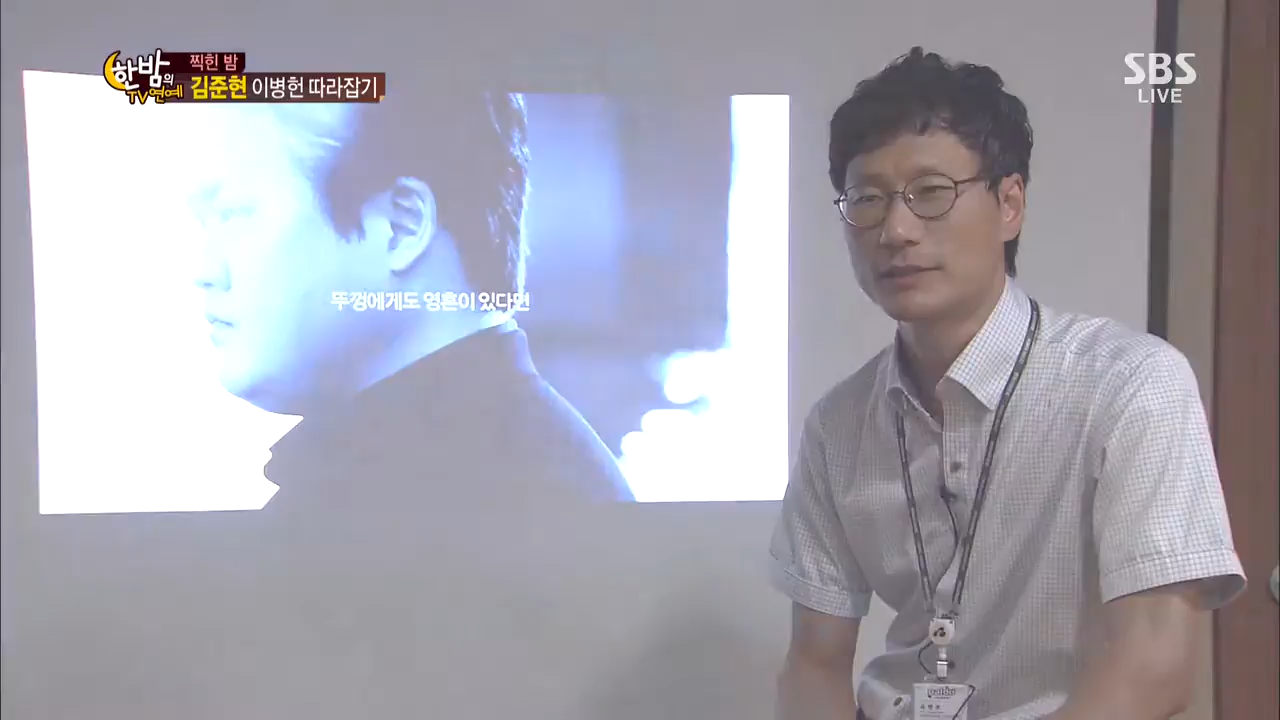 한밤의
TV연예
찍힌 밤
김준현 이병헌 따라잡기
SBS
LIVE
뚜껑에게도 영혼이 있다면
paldo